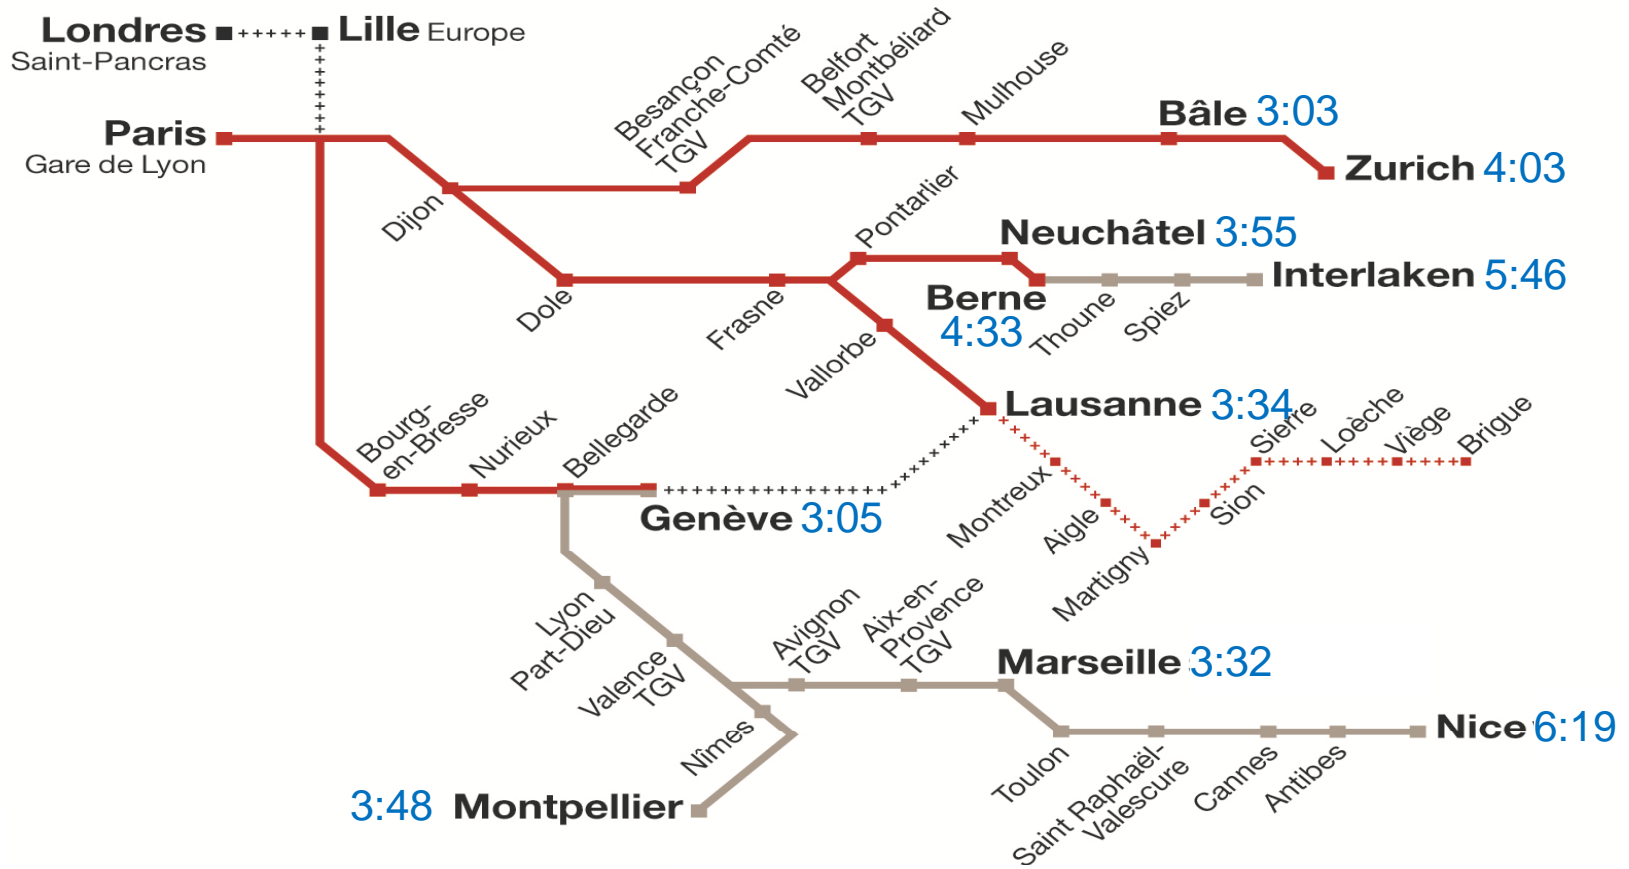 Londres
Saint-Pancras
Lille Europe
Paris
Gare de Lyon
Dijon
Besançon
Franche-Comté
TGV
Belfort
Montbéliard
TGV
Mulhouse
Bâle 3:03
Zurich 4:03
Dole
Frasne
Pontarlier
Neuchâtel 3:55
Berne
4:33
Thoune
Spiez
Interlaken 5:46
Vallorbe
Lausanne 3:34
Montreux
Aigle
Martigny
Sion
Sierre
Loèche
Viège
Brigue
Bourg-
en-Bresse
Nurieux
Bellegarde
Genève 3:05
Lyon
Part-Dieu
Valence
TGV
Avignon
TGV
Aix-en-
Provence
TGV
Marseille 3:32
Nîmes
3:48 Montpellier
Toulon
Saint Raphaël-
Valescure
Cannes
Antibes
Nice 6:19